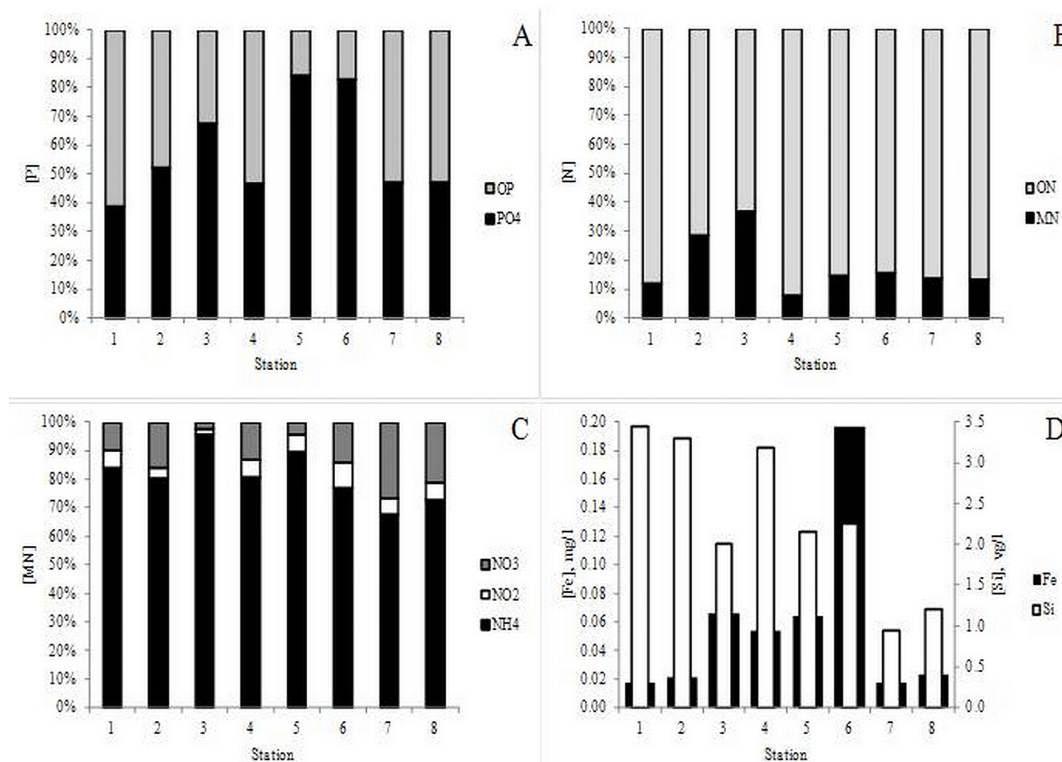 100%
A
90%
80%
70%
60%
50%
40%
30%
20%
10%
0%
[P]
OP
PO4
1 2 3 4 5 6 7 8
Station
100%
90%
80%
70%
60%
50%
40%
30%
20%
10%
0%
[N]
ON
MN
1 2 3 4 5 6 7 8
Station
100%
C
90%
80%
70%
60%
50%
40%
30%
20%
10%
0%
[MN]
NO3
NO2
NH4
1 2 3 4 5 6 7 8
Station
0.20
0.18
0.16
0.14
0.12
0.10
0.08
0.06
0.04
0.02
0.00
[Fe], mg/l
3.5
D
3.0
2.5
2.0
1.5
1.0
0.5
0.0
[Si], vg/l
Fe
Si
1 2 3 4 5 6 7 8
Station